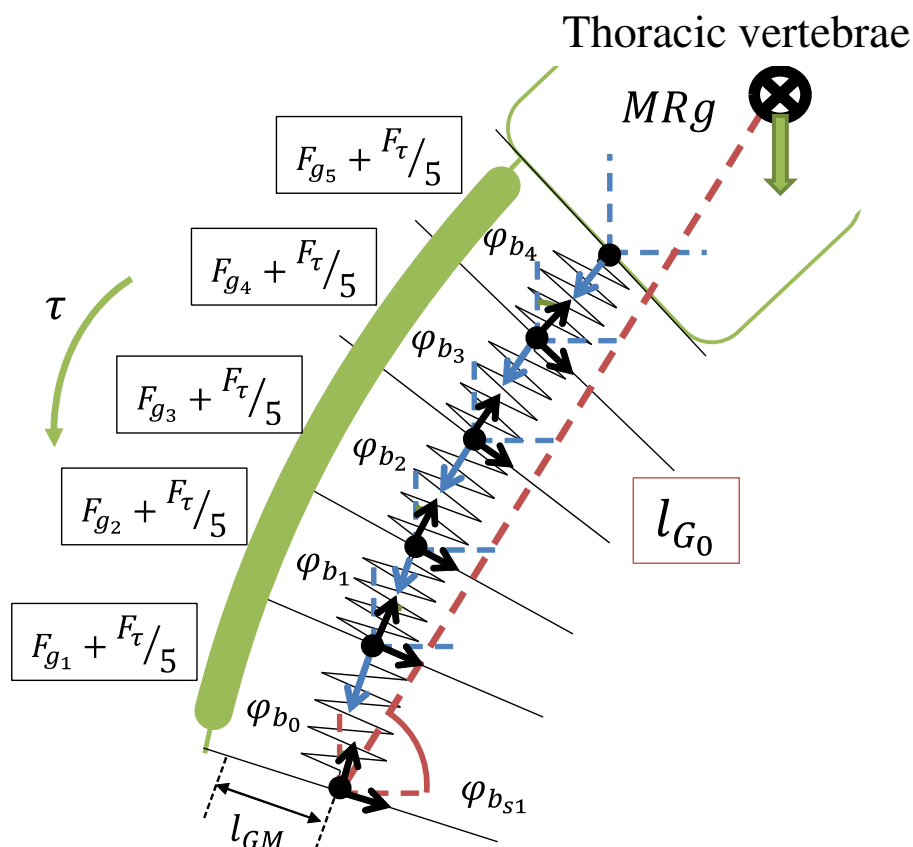 Thoracic vertebrae
MRg
F_{g_5} + F_τ/5
φ_{b_4}
F_{g_4} + F_τ/5
τ
φ_{b_3}
F_{g_3} + F_τ/5
φ_{b_2}
F_{g_2} + F_τ/5
l_{G_0}
φ_{b_1}
F_{g_1} + F_τ/5
φ_{b_0}
φ_{b_{s1}}
l_{GM}